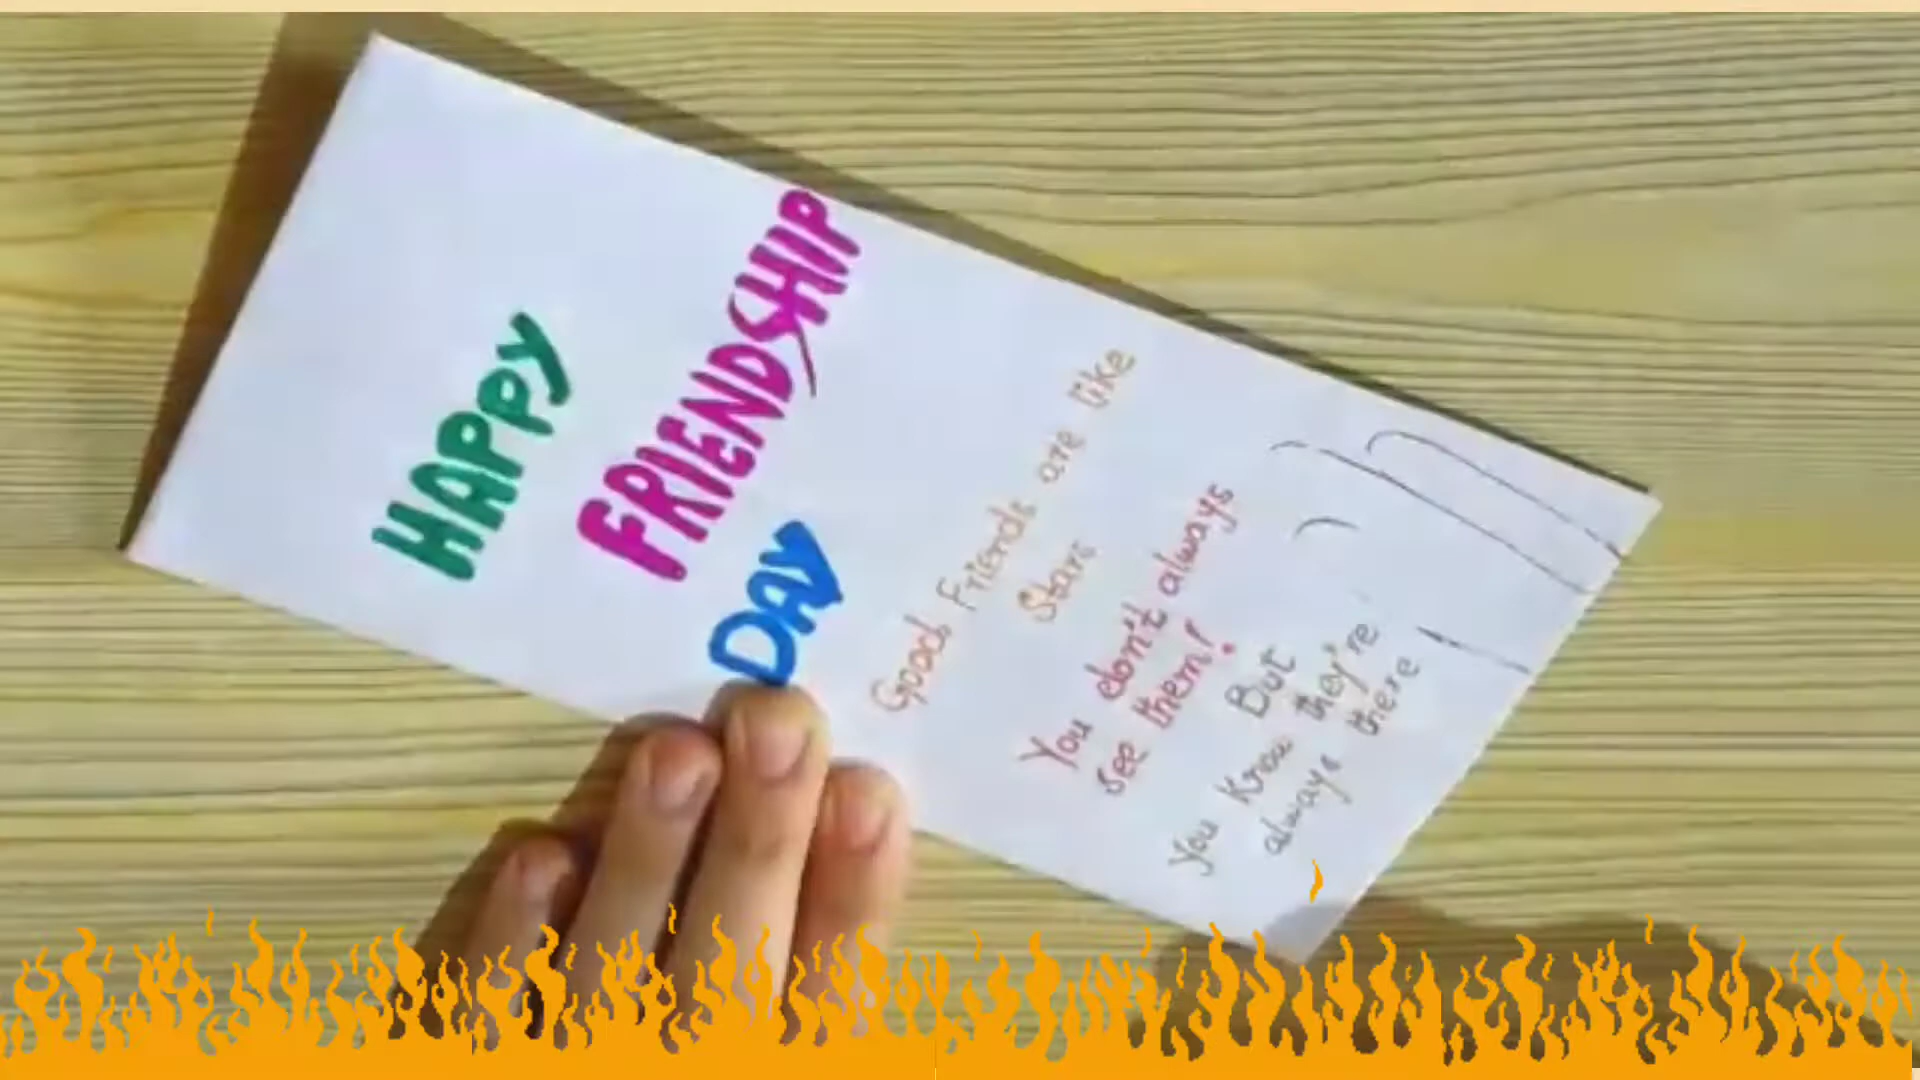 HAPPY
FRIENDSHIP
DAY
Good Friends are like
Stars
You don't always
see them!
But
You Know they're
always there